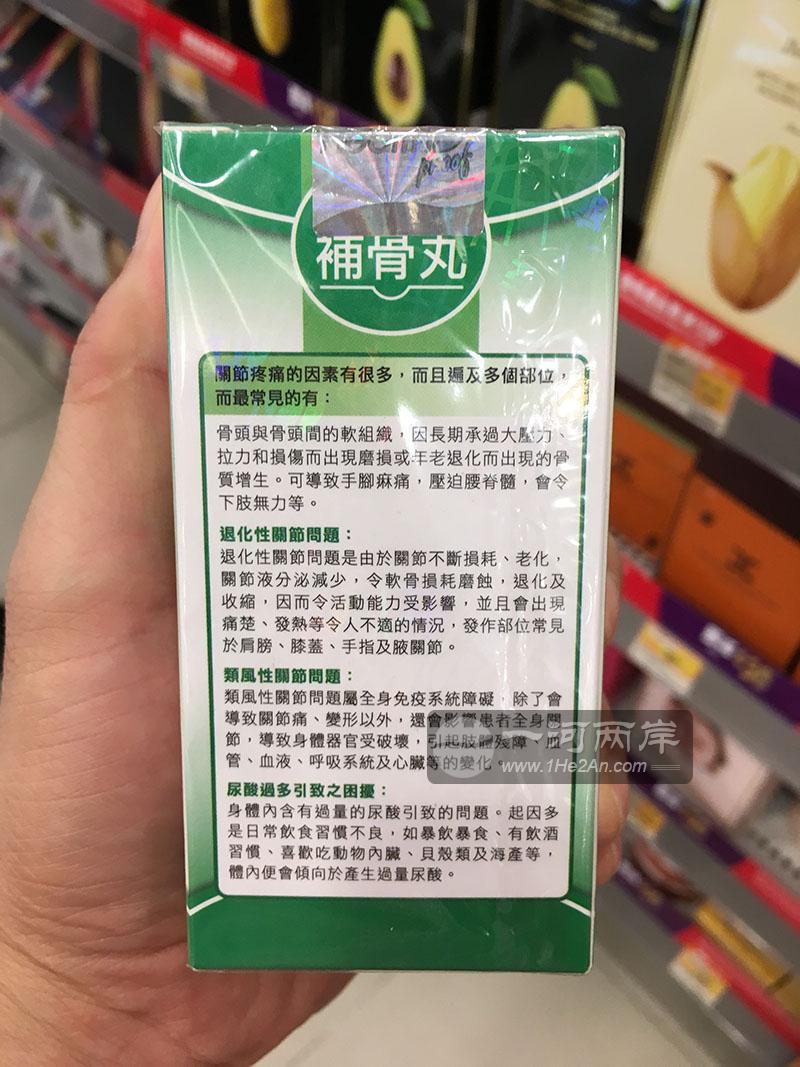 proof
補骨丸
關節疼痛的因素有很多，而且遍及多個部位，
而最常見的有：
骨頭與骨頭間的軟組織，因長期承過大壓力、
拉力和損傷而出現磨損或年老退化而出現的骨
質增生。可導致手腳麻痛，壓迫腰脊髓，會令
下肢無力等。
退化性關節問題：
退化性關節問題是由於關節不斷損耗、老化，
關節液分泌減少，令軟骨損耗磨蝕，退化及
收縮，因而令活動能力受影響，並且會出現
痛楚、發熱等令人不適的情況，發作部位常見
於肩膀、膝蓋、手指及腋關節。
類風性關節問題：
類風性關節問題屬全身免疫系統障礙，除了會
導致關節痛、變形以外，還會影響患者全身關
節，導致身體器官受破壞，引起肢體殘障、血
管、血液、呼吸系統及心臟等的變化。
一河两岸
www.1He2An.com
尿酸過多引致之困擾：
身體內含有過量的尿酸引致的問題。起因多
是日常飲食習慣不良，如暴飲暴食、有飲酒
習慣、喜歡吃動物內臟、貝殼類及海產等，
體內便會傾向於產生過量尿酸。